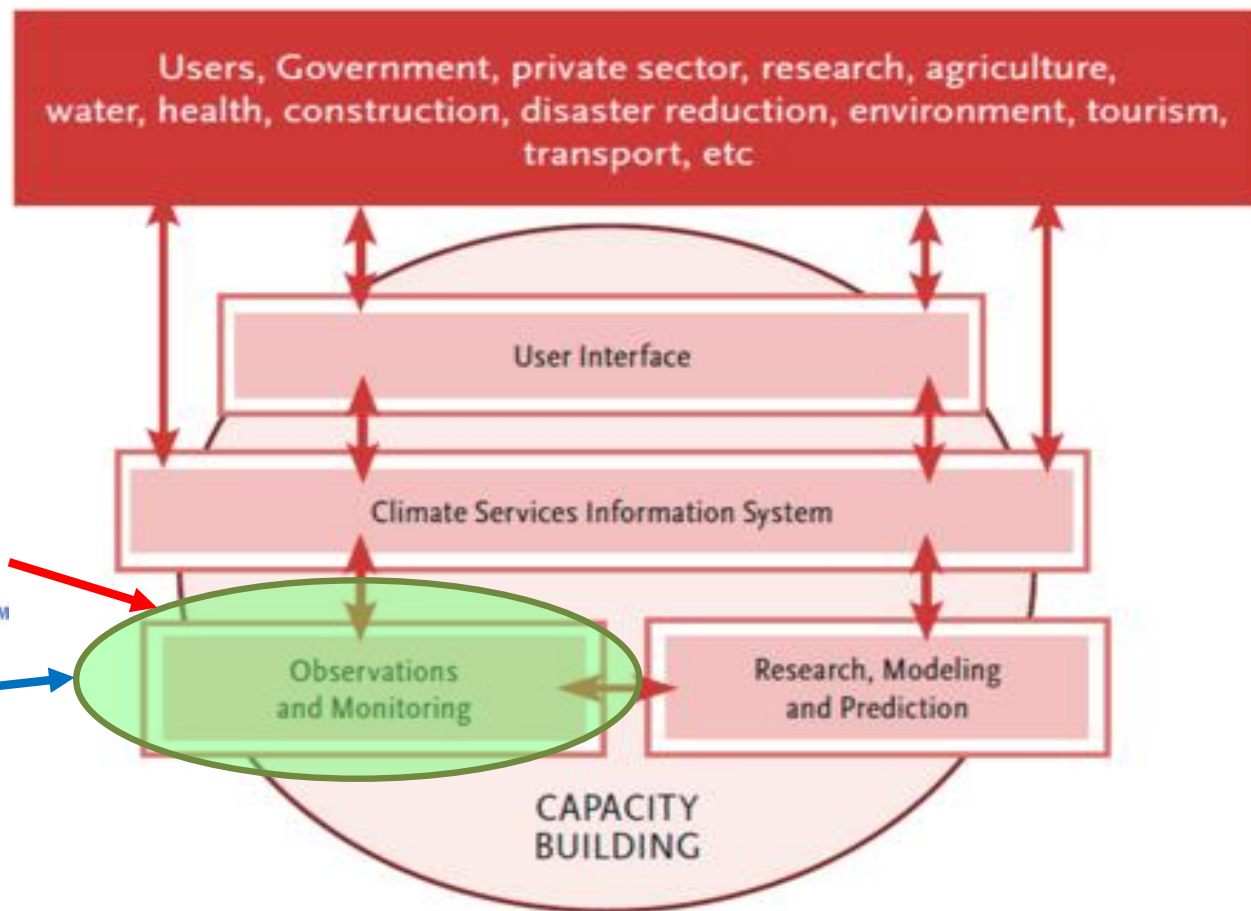 Users, Government, private sector, research, agriculture,
water, health, construction, disaster reduction, environment, tourism,
transport, etc
User Interface
Climate Services Information System
Observations
and Monitoring
Research, Modeling
and Prediction
CAPACITY
BUILDING